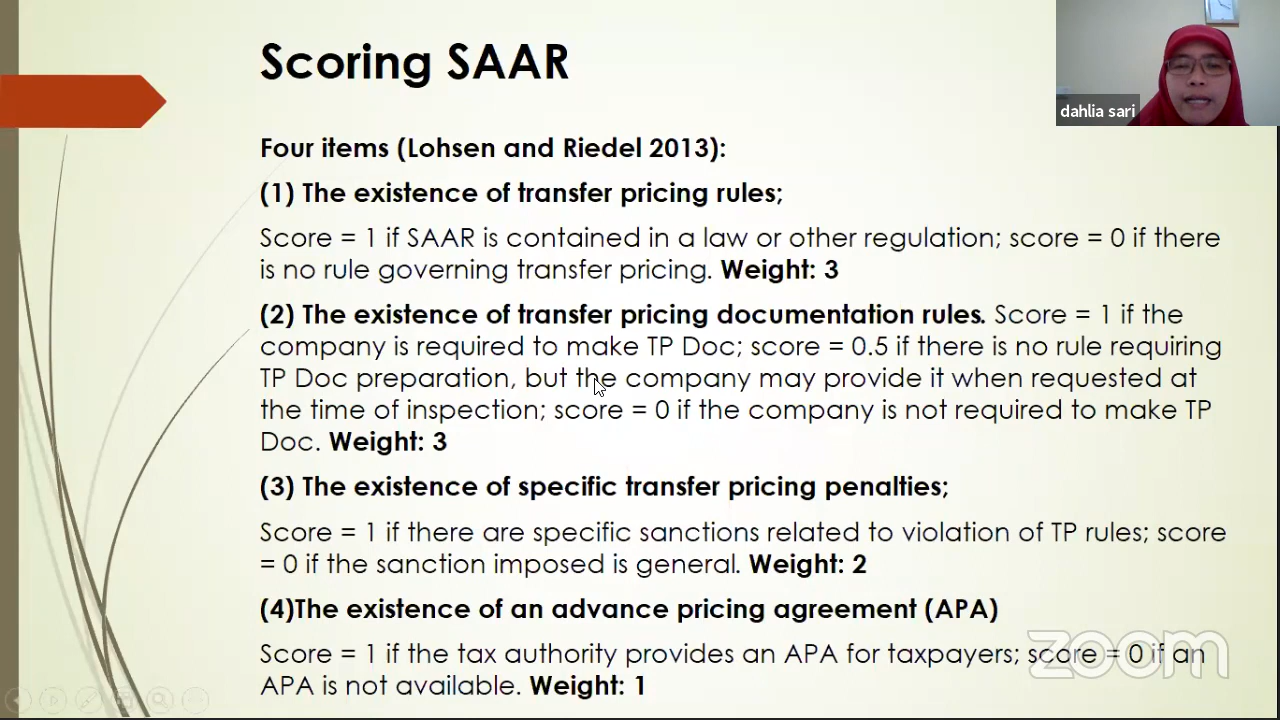 Scoring SAAR
dahlia sari
Four items (Lohsen and Riedel 2013):
(1) The existence of transfer pricing rules;
Score = 1 if SAAR is contained in a law or other regulation; score = 0 if there
is no rule governing transfer pricing. Weight: 3
(2) The existence of transfer pricing documentation rules. Score = 1 if the
company is required to make TP Doc; score = 0.5 if there is no rule requiring
TP Doc preparation, but the company may provide it when requested at
the time of inspection; score = 0 if the company is not required to make TP
Doc. Weight: 3
(3) The existence of specific transfer pricing penalties;
Score = 1 if there are specific sanctions related to violation of TP rules; score
= 0 if the sanction imposed is general. Weight: 2
(4)The existence of an advance pricing agreement (APA)
Score = 1 if the tax authority provides an APA for taxpayers; score = 0 if an
APA is not available. Weight: 1
zoom